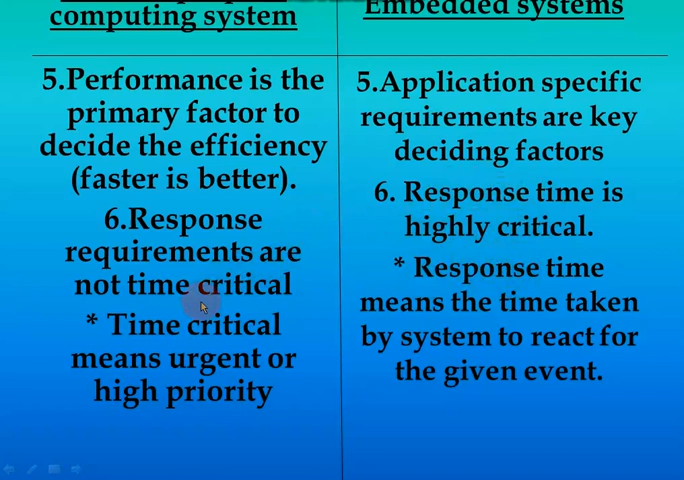 computing system
5.Performance is the
primary factor to
decide the efficiency
(faster is better).
6.Response
requirements are
not time critical
* Time critical
means urgent or
high priority
Embedded systems
5.Application specific
requirements are key
deciding factors
6. Response time is
highly critical.
* Response time
means the time taken
by system to react for
the given event.